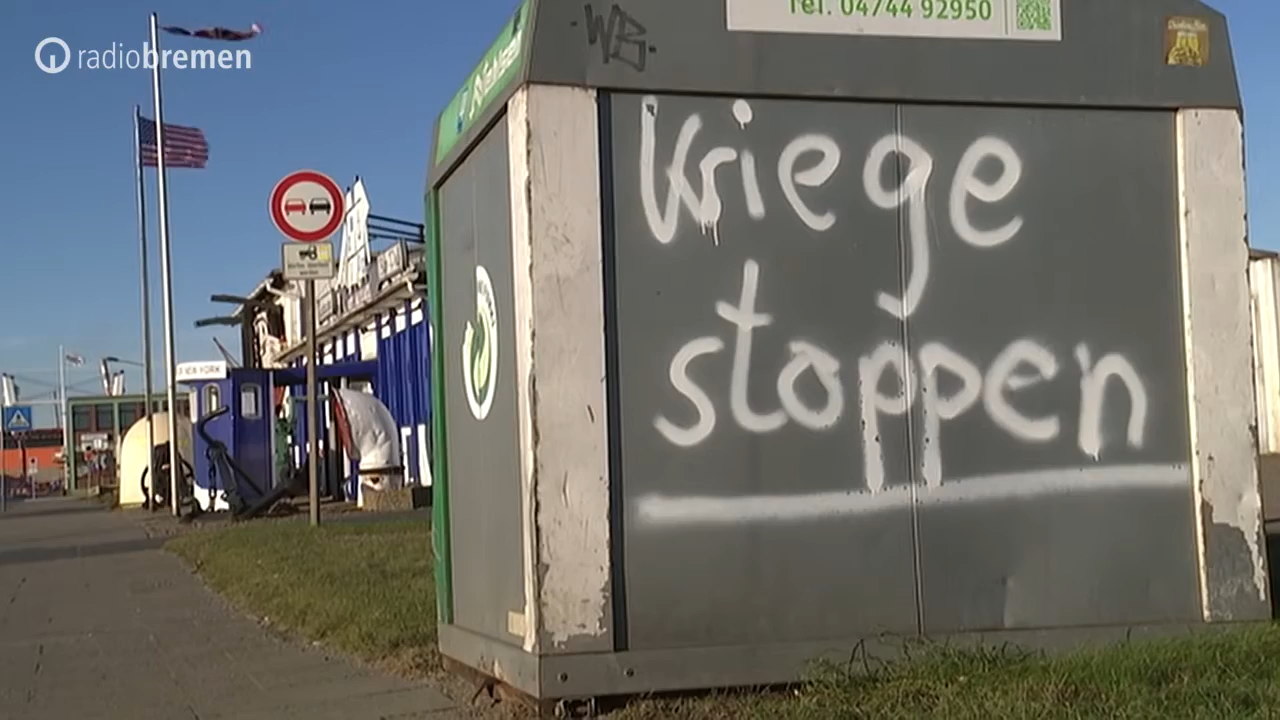 radiobremen
Tel. 04744 92950
WB
NEW YORK
Kriege
stoppen